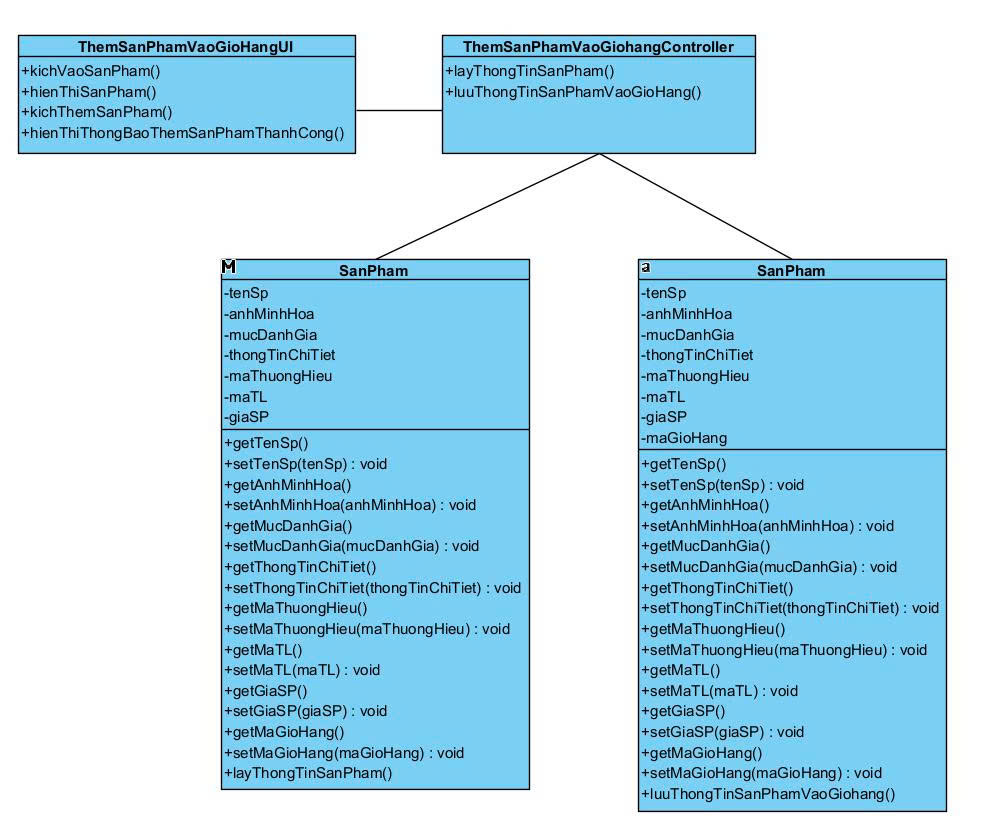 ThemSanPhamVaoGioHangUI
+kichVaoSanPham()
+hienThiSanPham()
+kichThemSanPham()
+hienThiThongBaoThemSanPhamThanhCong()
ThemSanPhamVaoGiohangController
+layThongTinSanPham()
+luuThongTinSanPhamVaoGioHang()
M
SanPham
-tenSp
-anhMinhHoa
-mucDanhGia
-thongTinChiTiet
-maThuongHieu
-maTL
-giaSP
+getTenSp()
+setTenSp(tenSp) : void
+getAnhMinhHoa()
+setAnhMinhHoa(anhMinhHoa) : void
+getMucDanhGia()
+setMucDanhGia(mucDanhGia) : void
+getThongTinChiTiet()
+setThongTinChiTiet(thongTinChiTiet) : void
+getMaThuongHieu()
+setMaThuongHieu(maThuongHieu) : void
+getMaTL()
+setMaTL(maTL) : void
+getGiaSP()
+setGiaSP(giaSP) : void
+getMaGioHang()
+setMaGioHang(maGioHang) : void
+layThongTinSanPham()
a
SanPham
-tenSp
-anhMinhHoa
-mucDanhGia
-thongTinChiTiet
-maThuongHieu
-maTL
-giaSP
-maGioHang
+getTenSp()
+setTenSp(tenSp) : void
+getAnhMinhHoa()
+setAnhMinhHoa(anhMinhHoa) : void
+getMucDanhGia()
+setMucDanhGia(mucDanhGia) : void
+getThongTinChiTiet()
+setThongTinChiTiet(thongTinChiTiet) : void
+getMaThuongHieu()
+setMaThuongHieu(maThuongHieu) : void
+getMaTL()
+setMaTL(maTL) : void
+getGiaSP()
+setGiaSP(giaSP) : void
+getMaGioHang()
+setMaGioHang(maGioHang) : void
+luuThongTinSanPhamVaoGiohang()